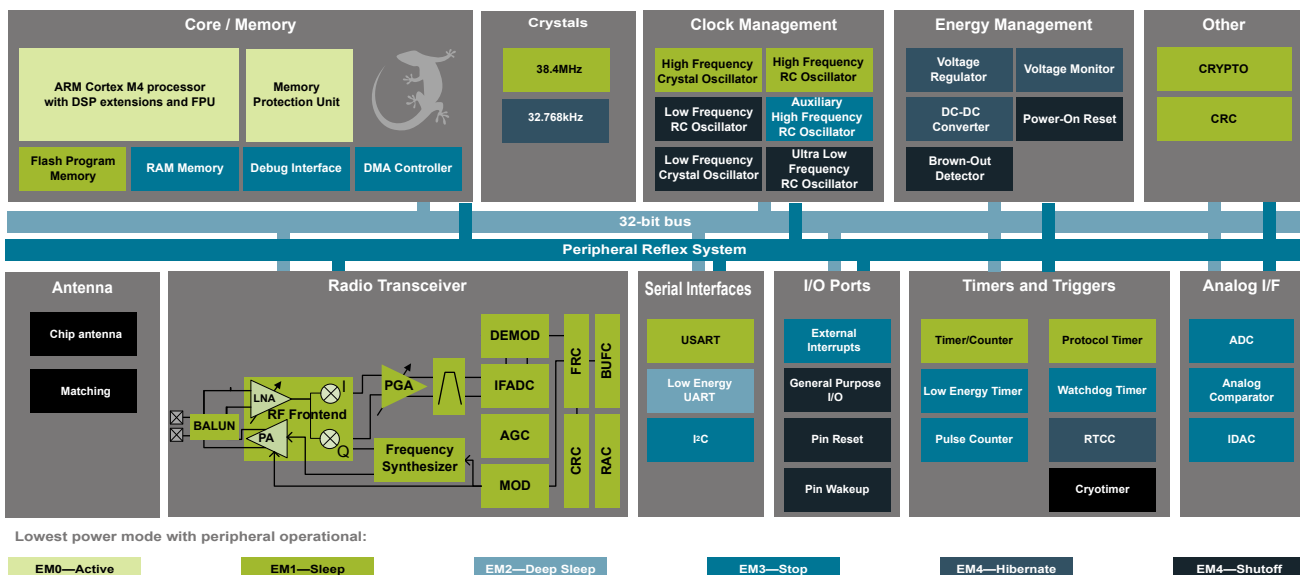 Core / Memory
ARM Cortex M4 processor
with DSP extensions and FPU
Memory
Protection Unit
Flash Program
Memory
RAM Memory
Debug Interface
DMA Controller
Crystals
38.4MHz
32.768kHz
Clock Management
High Frequency
Crystal Oscillator
High Frequency
RC Oscillator
Low Frequency
RC Oscillator
Auxiliary
High Frequency
RC Oscillator
Low Frequency
Crystal Oscillator
Ultra Low
Frequency
RC Oscillator
Energy Management
Voltage
Regulator
Voltage Monitor
DC-DC
Converter
Power-On Reset
Brown-Out
Detector
Other
CRYPTO
CRC
32-bit bus
Peripheral Reflex System
Antenna
Chip antenna
Matching
Radio Transceiver
BALUN
LNA
RF Frontend
PA
I
Q
PGA
Frequency
Synthesizer
DEMOD
IFADC
AGC
MOD
FRC
BUFC
CRC
RAC
Serial Interfaces
USART
Low Energy
UART
I²C
I/O Ports
External
Interrupts
General Purpose
I/O
Pin Reset
Pin Wakeup
Timers and Triggers
Timer/Counter
Protocol Timer
Low Energy Timer
Watchdog Timer
Pulse Counter
RTCC
Cryotimer
Analog I/F
ADC
Analog
Comparator
IDAC
Lowest power mode with peripheral operational:
EM0—Active
EM1—Sleep
EM2—Deep Sleep
EM3—Stop
EM4—Hibernate
EM4—Shutoff